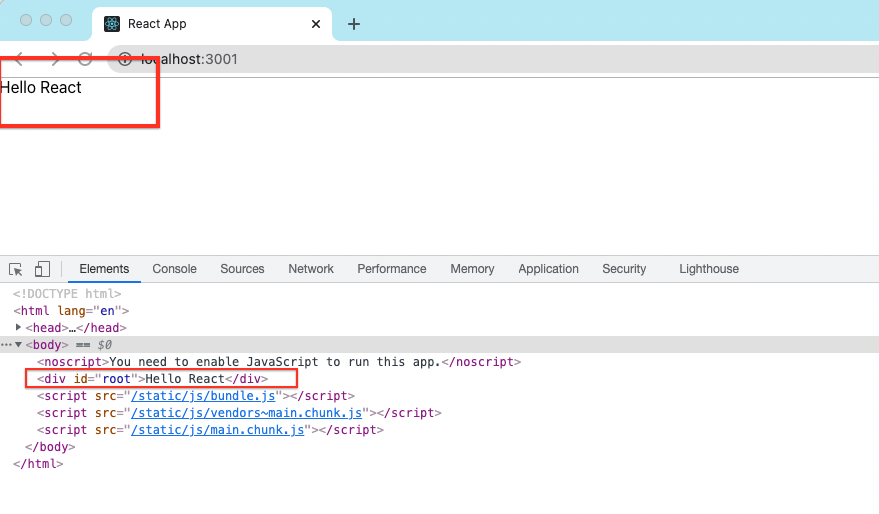 React App
localhost:3001
Hello React
Elements Console Sources Network Performance Memory Application Security Lighthouse
<!DOCTYPE html>
<html lang="en">
<head>…</head>
<body> == $0
<noscript>You need to enable JavaScript to run this app.</noscript>
<div id="root">Hello React</div>
<script src="/static/js/bundle.js"></script>
<script src="/static/js/vendors~main.chunk.js"></script>
<script src="/static/js/main.chunk.js"></script>
</body>
</html>